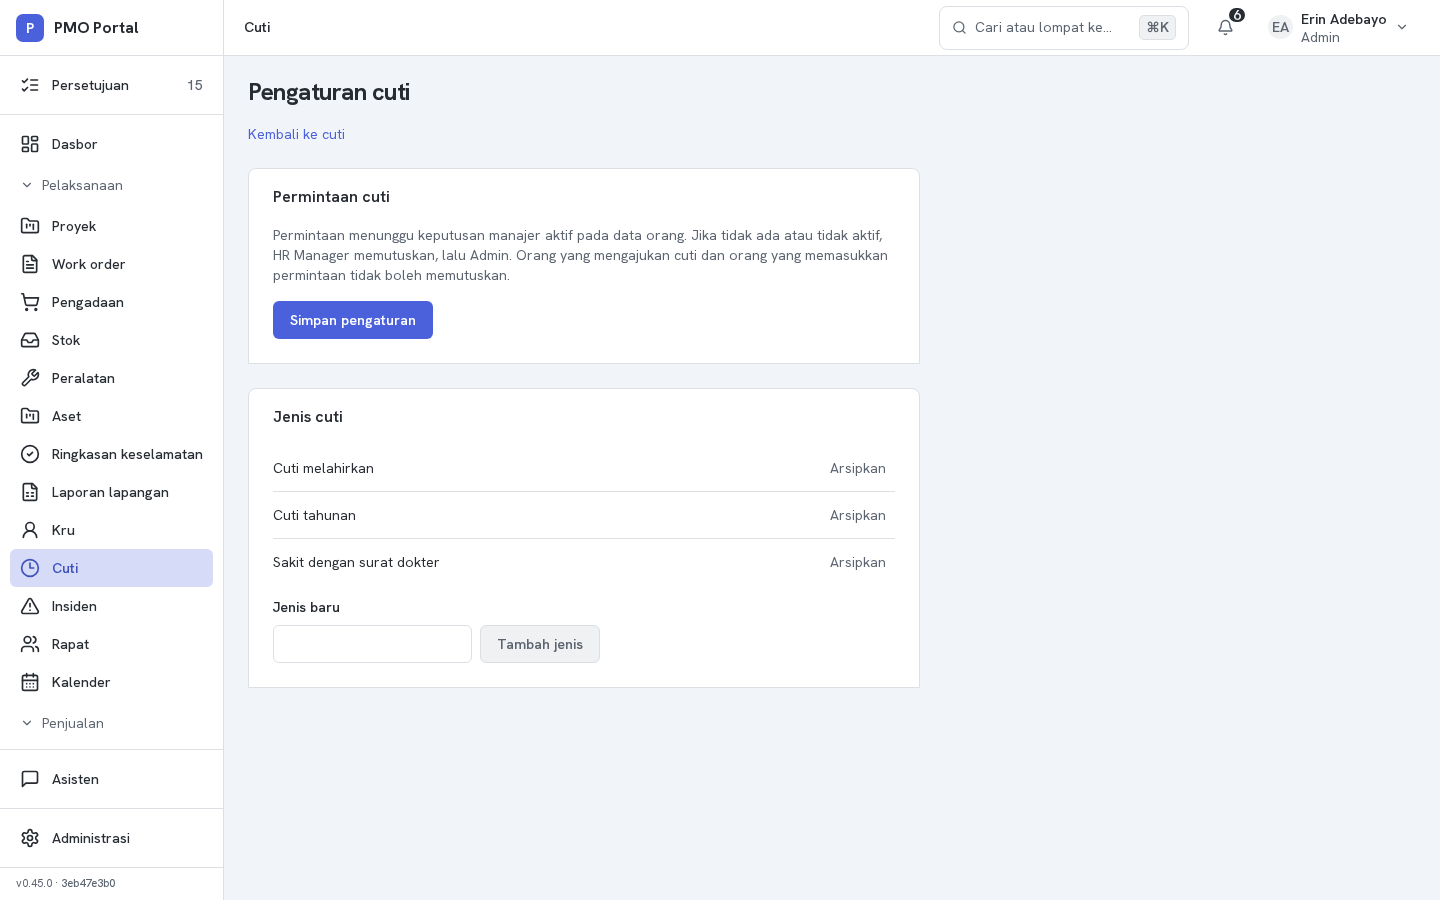 P PMO Portal
Cuti
Cari atau lompat ke...
⌘K
6
EA
Erin Adebayo
Admin
Persetujuan 15
Dasbor
Pelaksanaan
Proyek
Work order
Pengadaan
Stok
Peralatan
Aset
Ringkasan keselamatan
Laporan lapangan
Kru
Cuti
Insiden
Rapat
Kalender
Penjualan
Asisten
Administrasi
v0.45.0 · 3eb47e3b0
Pengaturan cuti
Kembali ke cuti
Permintaan cuti
Permintaan menunggu keputusan manajer aktif pada data orang. Jika tidak ada atau tidak aktif,
HR Manager memutuskan, lalu Admin. Orang yang mengajukan cuti dan orang yang memasukkan
permintaan tidak boleh memutuskan.
Simpan pengaturan
Jenis cuti
Cuti melahirkan Arsipkan
Cuti tahunan Arsipkan
Sakit dengan surat dokter Arsipkan
Jenis baru
Tambah jenis